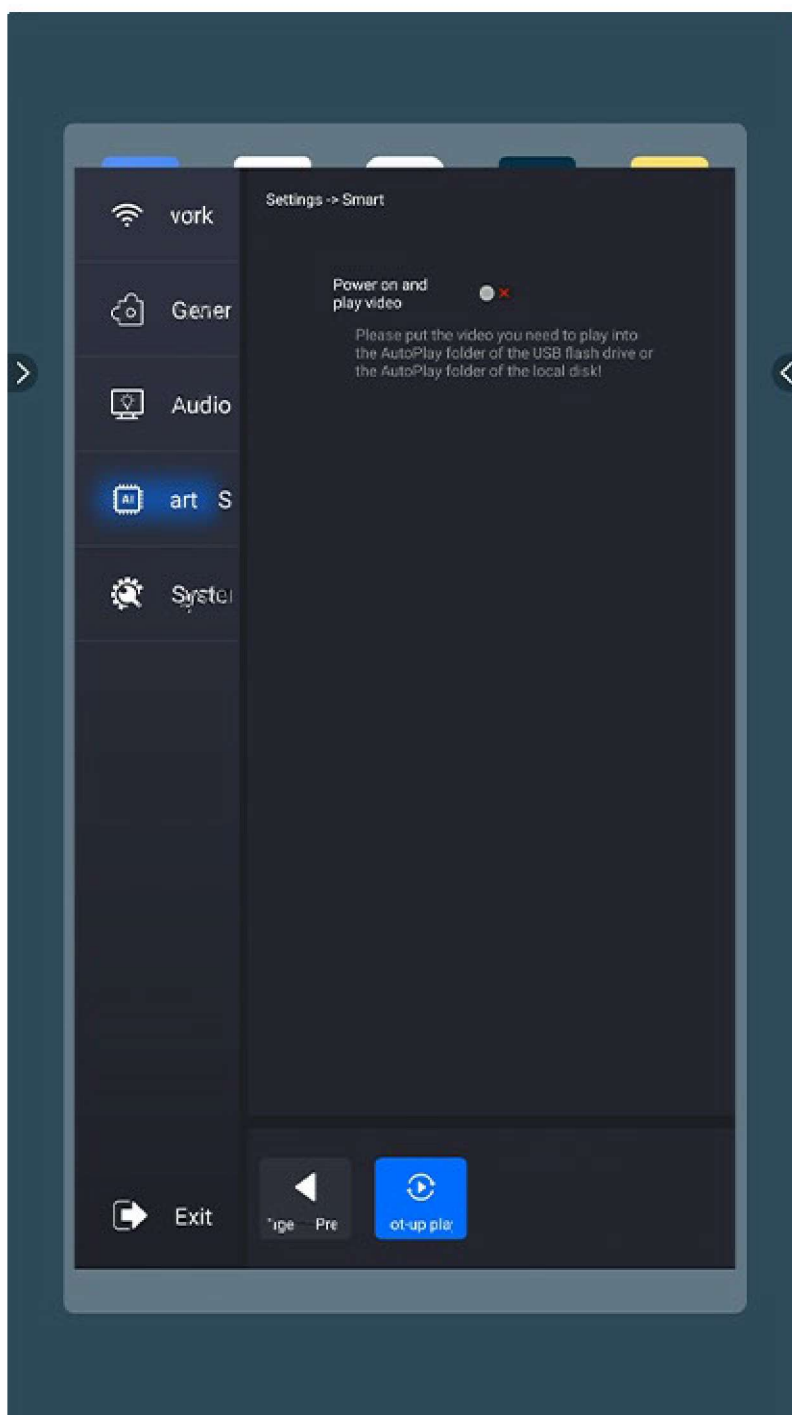 Settings -> Smart
vork
Power on and
play video
Please put the video you need to play into
the AutoPlay folder of the USB flash drive or
the AutoPlay folder of the local disk!
Gener
Audio
AI
art S
Exit
Pre
ot-up play